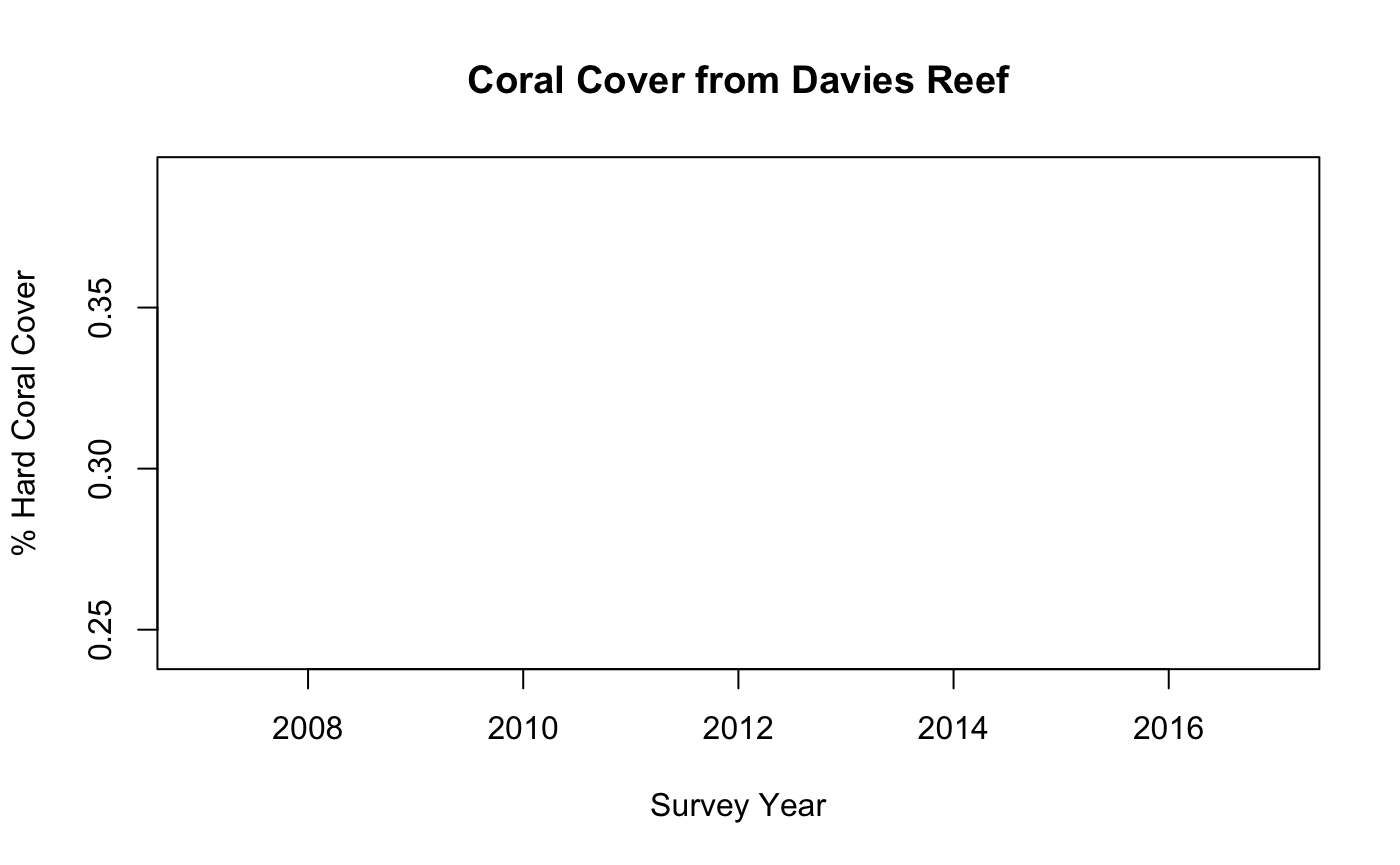 Coral Cover from Davies Reef
% Hard Coral Cover
0.35
0.30
0.25
2008 2010 2012 2014 2016
Survey Year